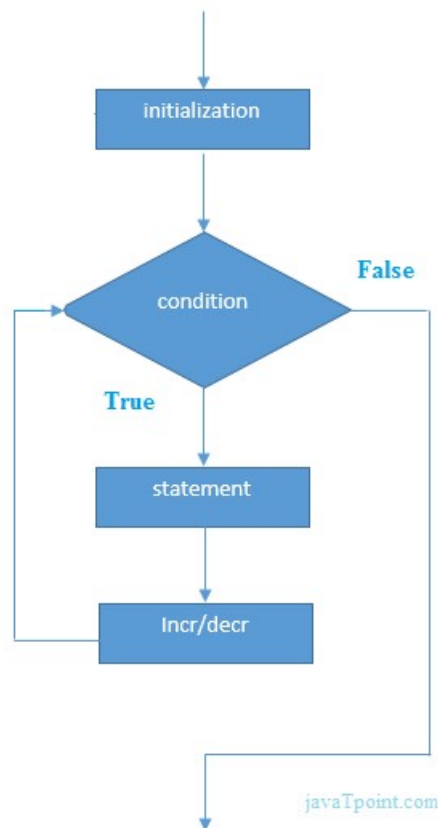 initialization
False
condition
True
statement
Incr/decr
javaTpoint.com